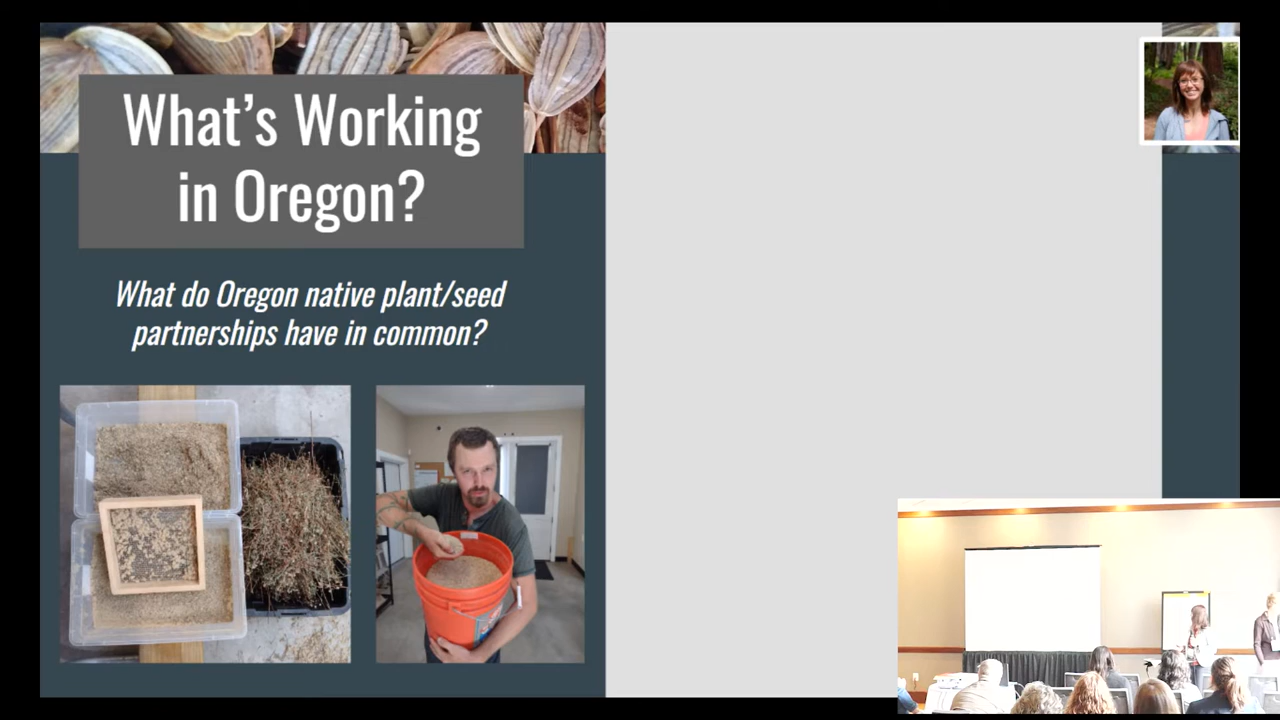 What's Working
in Oregon?
What do Oregon native plant/seed
partnerships have in common?